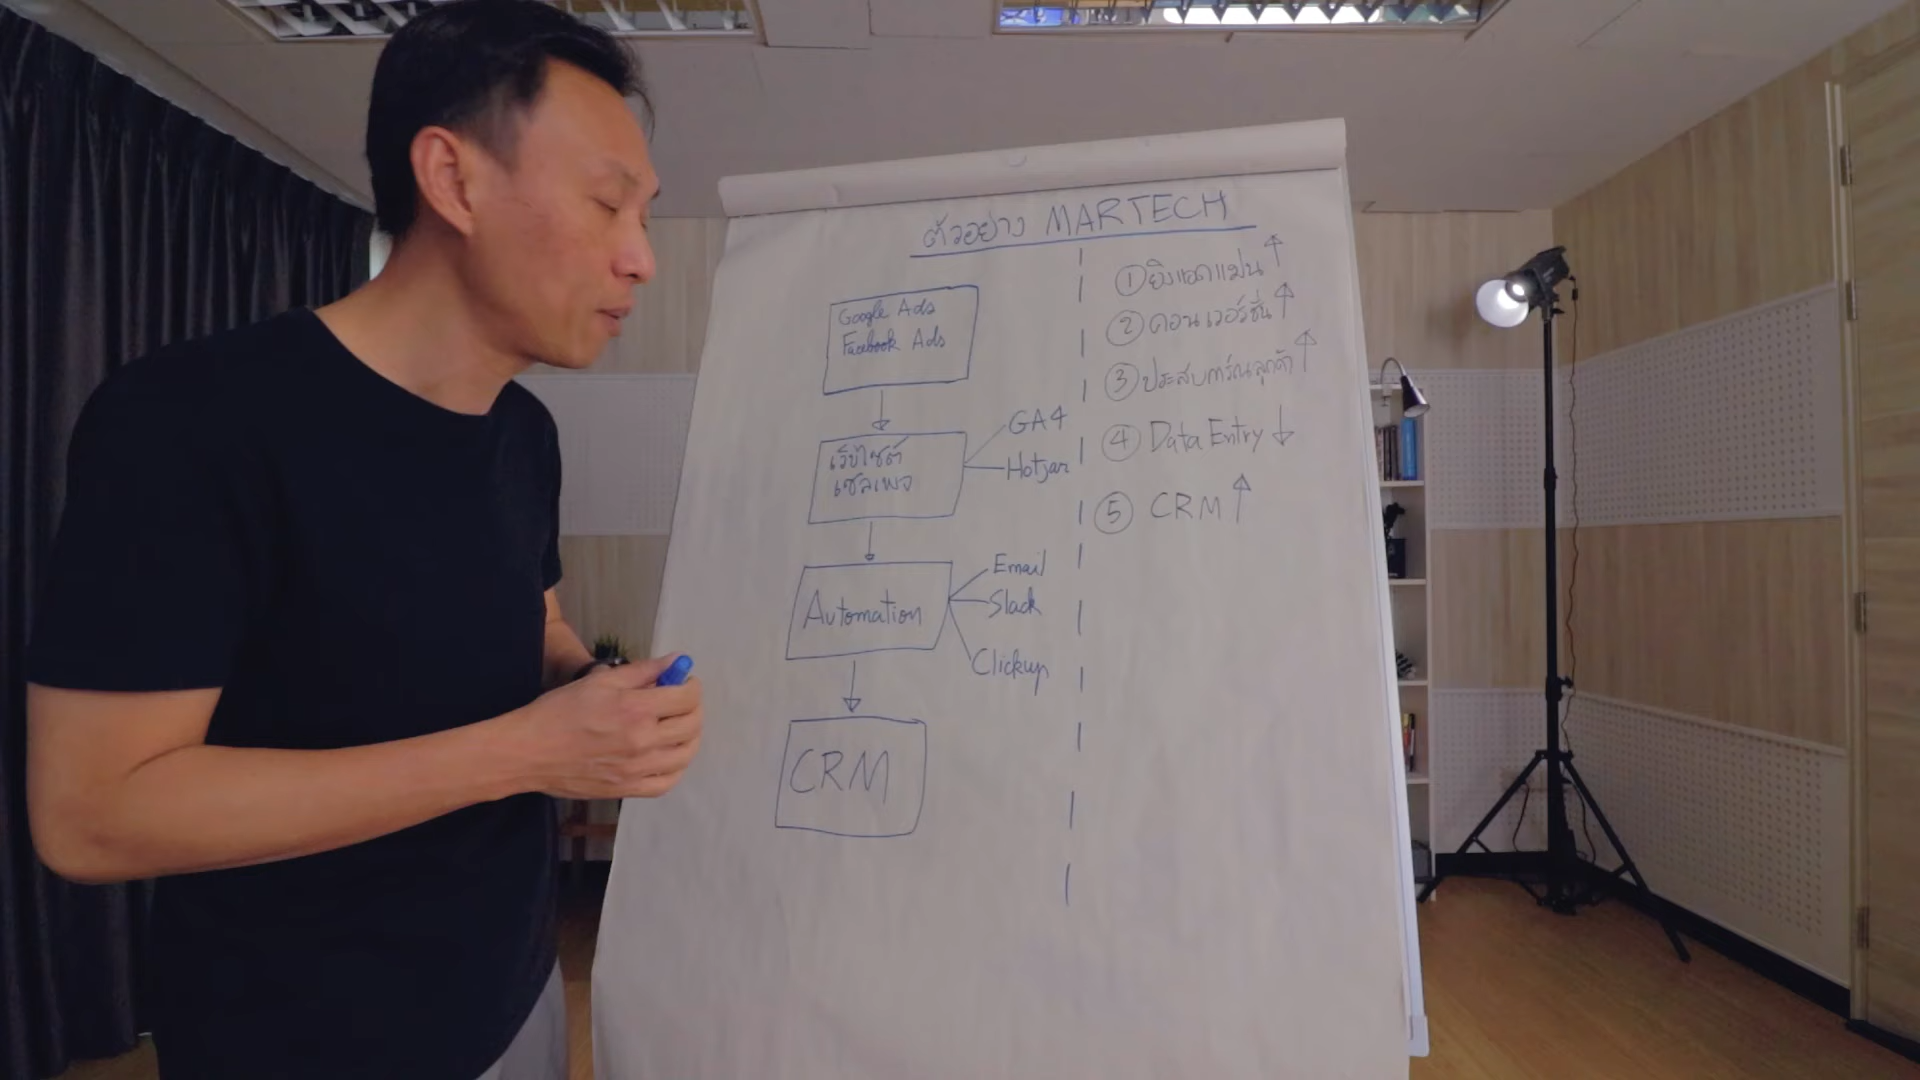 ตัวอย่าง MARTECH
Google Ads
Facebook Ads
เว็บไซต์
เซลเพจ
GA4
Hotjar
Automation
Email
Slack
Clickup
CRM
① ยิงแอดแม่น ↑
② คอนเวอร์ชั่น ↑
③ ประสบการ์ณลูกค้า ↑
④ Data Entry ↓
⑤ CRM ↑